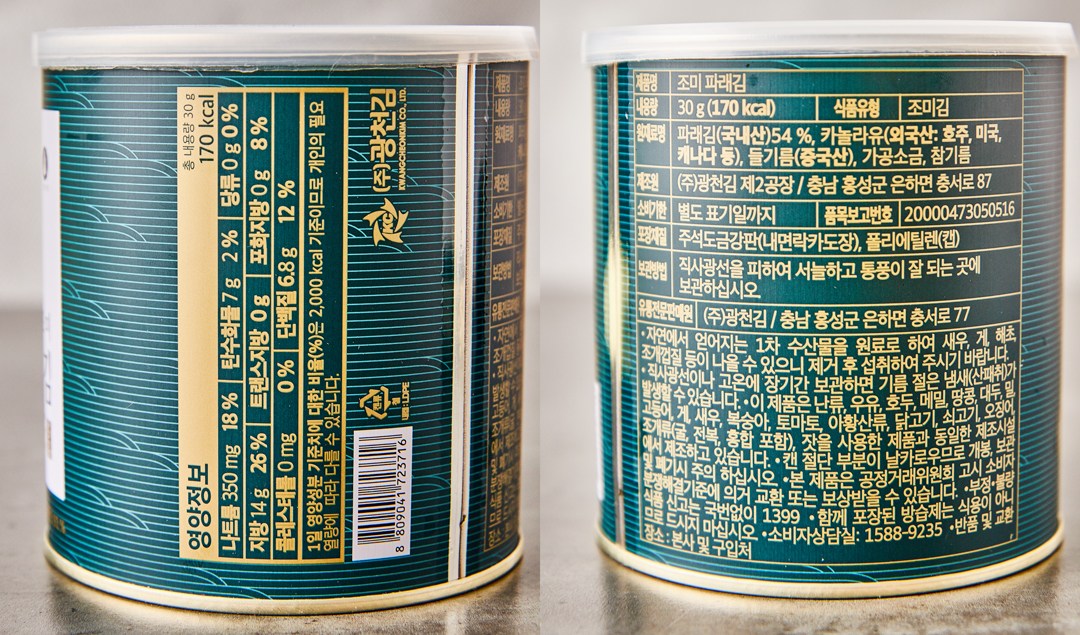 영양정보
총 내용량 30 g
170 kcal
나트륨 350 mg 18% 탄수화물 7 g 2 % 당류 0 g 0 %
지방 14 g 26% 트랜스지방 0 g 포화지방 0 g 8 %
콜레스테롤 0 mg 0 % 단백질 6.8 g 12 %
1일 영양성분 기준치에 대한 비율(%)은 2,000 kcal 기준이므로 개인의 필요
열량에 따라 다를 수 있습니다.
(주)광천김
KWANGCHEONKIM CO., LTD.
KC
캔류
철
LDPE
8 809041 723716
제품명 조미 파래김
내용량 30 g (170 kcal) 식품유형 조미김
원재료명 파래김(국내산)54 %, 카놀라유(외국산: 호주, 미국,
캐나다 등), 들기름(중국산), 가공소금, 참기름
제조원 (주)광천김 제2공장 / 충남 홍성군 은하면 충서로 87
소비기한 별도 표기일까지 품목보고번호 20000473050516
포장재질 주석도금강판(내면락카도장), 폴리에틸렌(캡)
보관방법 직사광선을 피하여 서늘하고 통풍이 잘 되는 곳에
보관하십시오
유통전문판매원 (주)광천김 / 충남 홍성군 은하면 충서로 77
•자연에서 얻어지는 1차 수산물을 원료로 하여 새우, 게, 해초,
조개껍질 등이 나올 수 있으니 제거 후 섭취하여 주시기 바랍니다.
•직사광선이나 고온에 장기간 보관하면 기름 절은 냄새(산패취)가
발생할 수 있습니다. •이 제품은 난류, 우유, 호두, 메밀, 땅콩, 대두, 밀,
고등어, 게, 새우, 복숭아, 토마토, 아황산류, 닭고기, 쇠고기, 오징어,
조개류(굴, 전복, 홍합 포함), 잣을 사용한 제품과 동일한 제조시설
에서 제조하고 있습니다. •캔 절단 부분이 날카로우므로 개봉, 보관
및 폐기시 주의 하십시오 •본 제품은 공정거래위원회 고시 소비자
분쟁해결기준에 의거 교환 또는 보상받을 수 있습니다. •부정•불량
식품 신고는 국번없이 1399 •함께 포장된 방습제는 식용이 아니
므로 드시지 마십시오. •소비자상담실: 1588-9235 •반품 및 교환
장소 : 본사 및 구입처